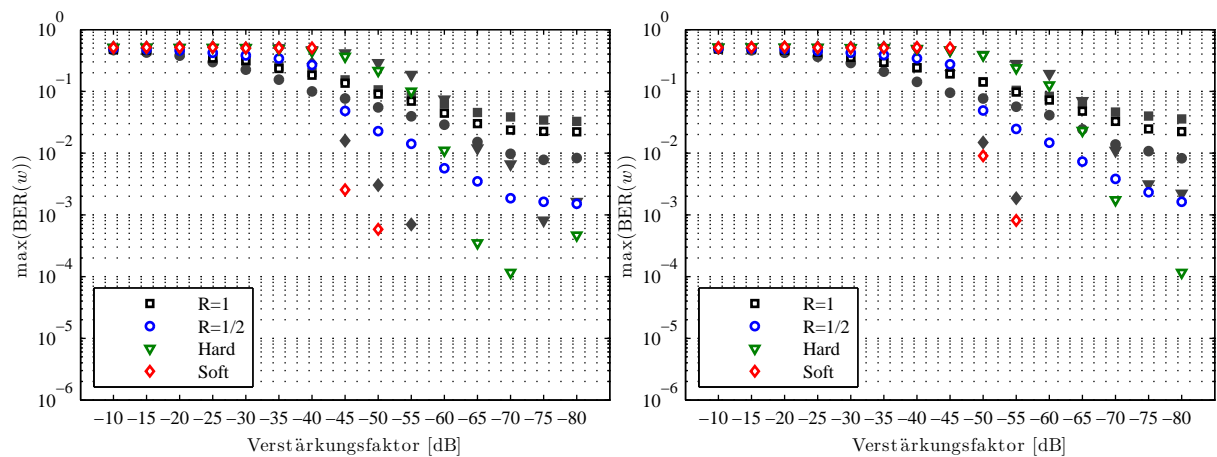 max(BER(w))
10^0
10^−1
10^−2
10^−3
10^−4
10^−5
10^−6
R=1
R=1/2
Hard
Soft
−10 −15 −20 −25 −30 −35 −40 −45 −50 −55 −60 −65 −70 −75 −80
Verstärkungsfaktor [dB]
max(BER(w))
10^0
10^−1
10^−2
10^−3
10^−4
10^−5
10^−6
R=1
R=1/2
Hard
Soft
−10 −15 −20 −25 −30 −35 −40 −45 −50 −55 −60 −65 −70 −75 −80
Verstärkungsfaktor [dB]